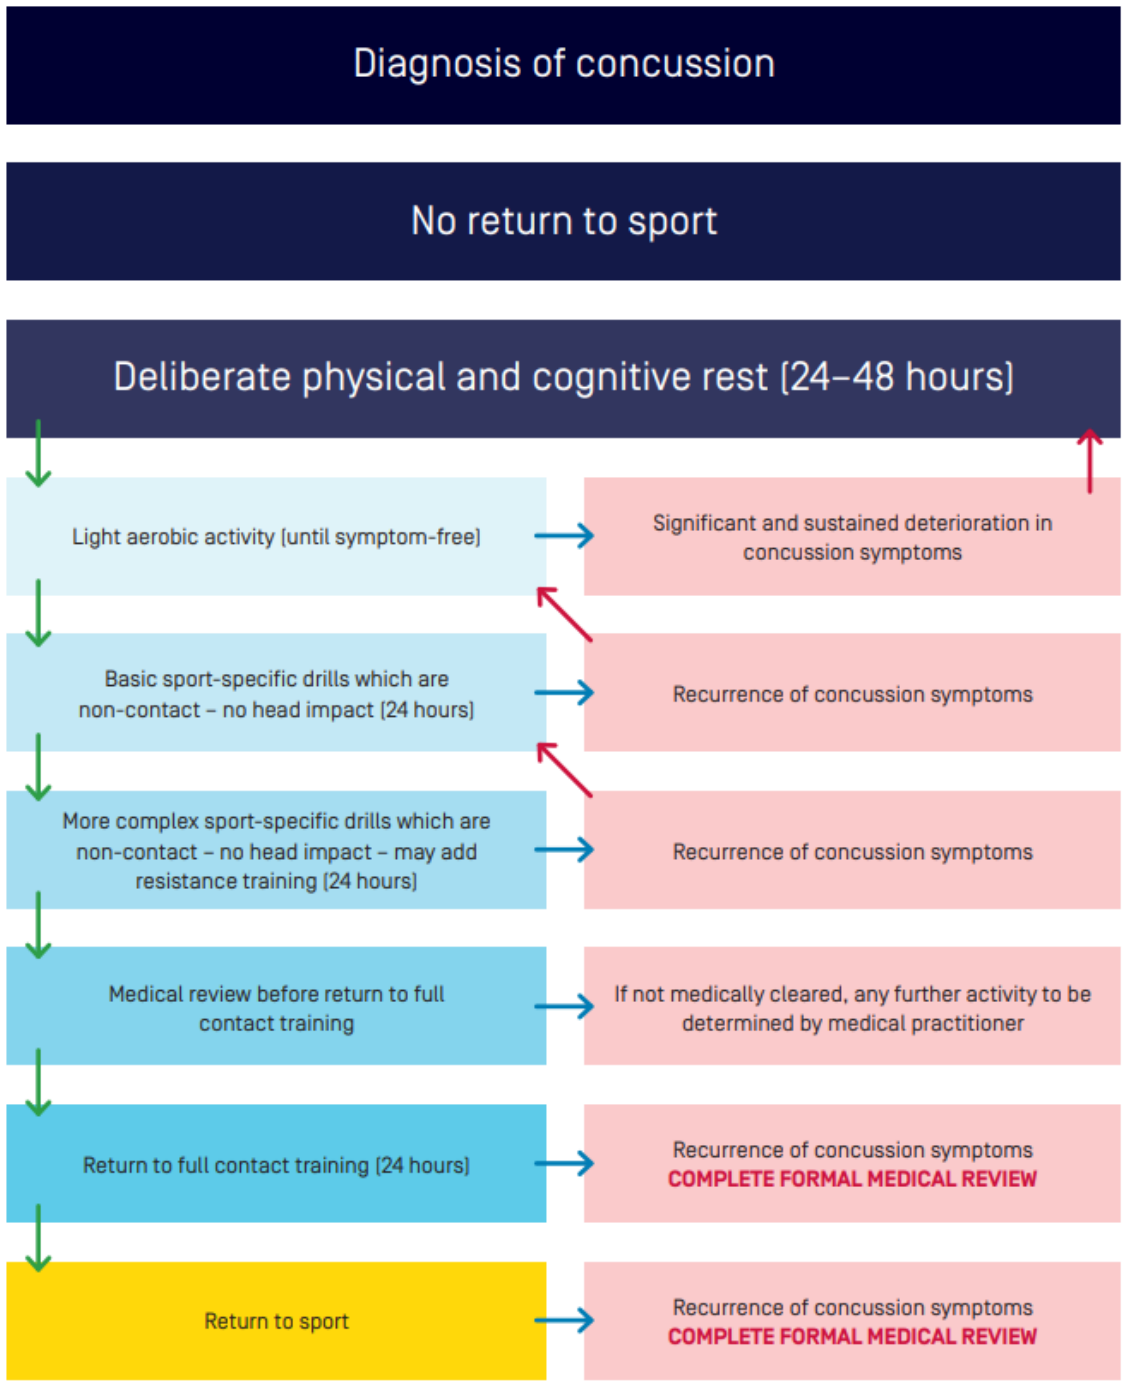 Diagnosis of concussion
No return to sport
Deliberate physical and cognitive rest (24–48 hours)
Light aerobic activity (until symptom-free)
Significant and sustained deterioration in
concussion symptoms
Basic sport-specific drills which are
non-contact – no head impact (24 hours)
Recurrence of concussion symptoms
More complex sport-specific drills which are
non-contact – no head impact – may add
resistance training (24 hours)
Recurrence of concussion symptoms
Medical review before return to full
contact training
If not medically cleared, any further activity to be
determined by medical practitioner
Return to full contact training (24 hours)
Recurrence of concussion symptoms
COMPLETE FORMAL MEDICAL REVIEW
Return to sport
Recurrence of concussion symptoms
COMPLETE FORMAL MEDICAL REVIEW